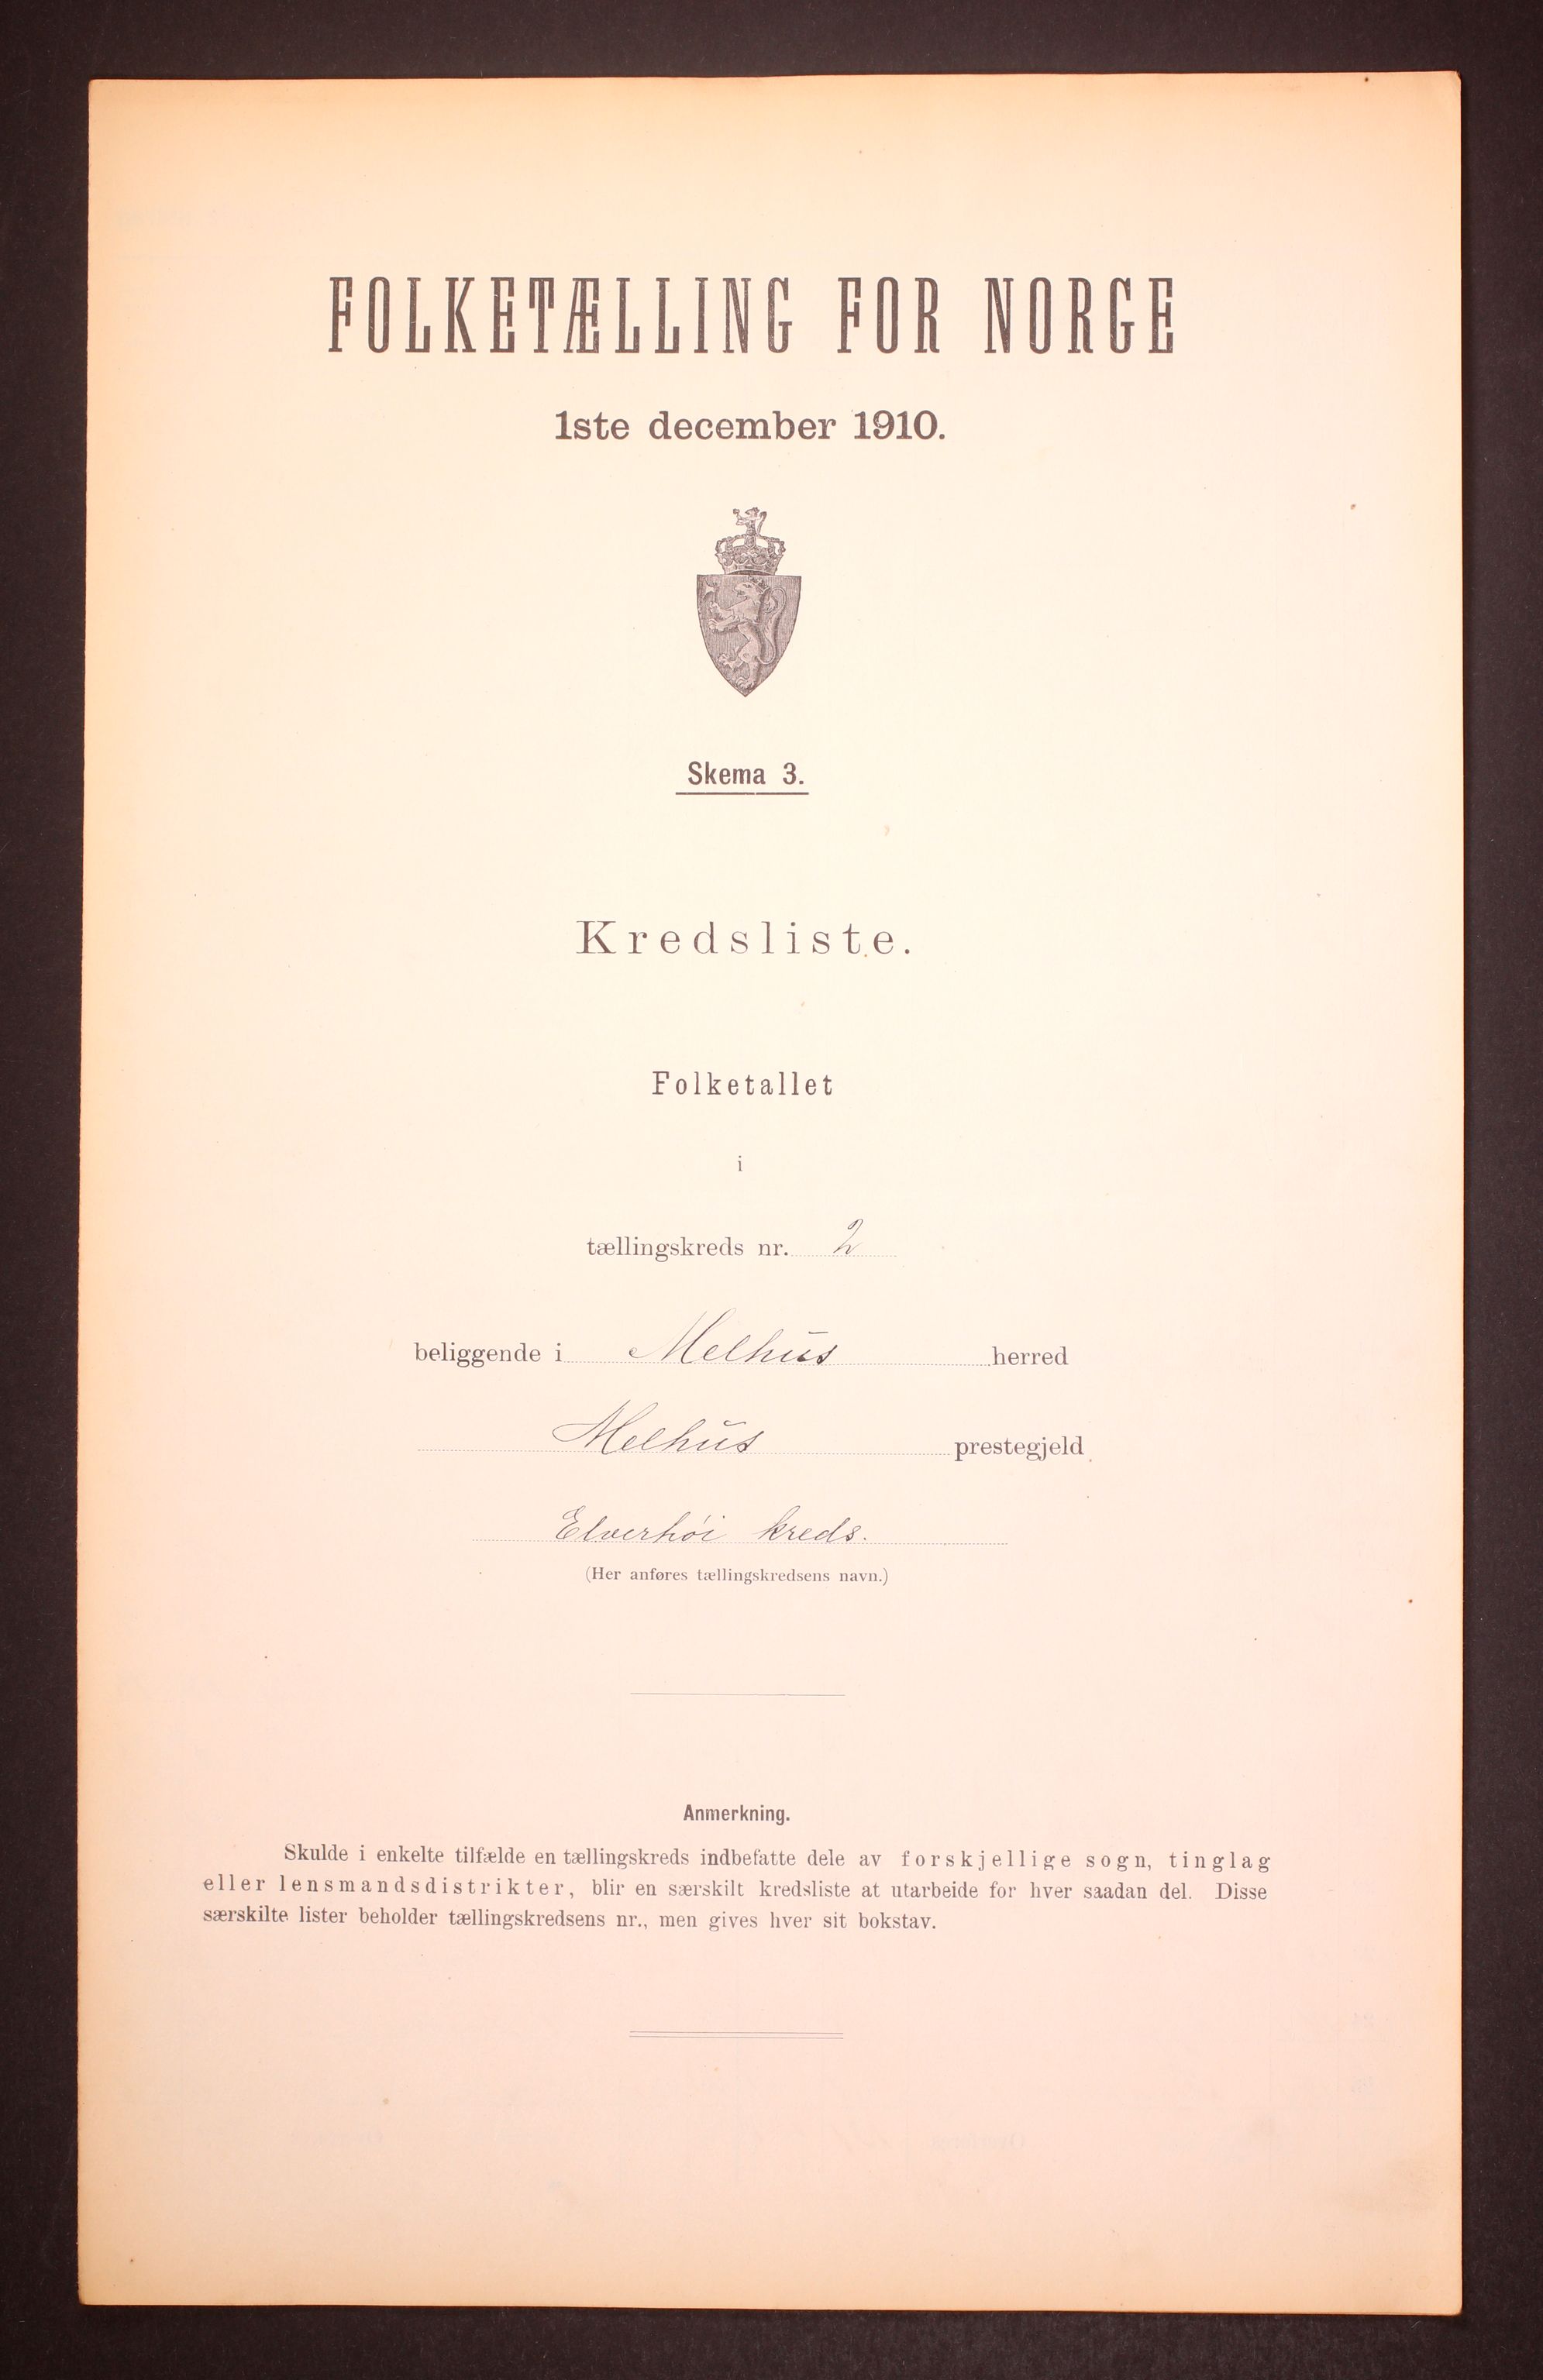 FOLKETÆLLING FOR NORGE
1ste december 1910.
Skema 3.
Kredsliste.
Folketallet
i
tællingskreds nr. 2
beliggende i Melhus herred
Melhus prestegjeld
Elverhói kreds.
(Her anføres tællingskredsens navn.)
Anmerkning.
Skulde i enkelte tilfælde en tællingskreds indbefatte dele av forskjellige sogn, tinglag
eller lensmandsdistrikter, blir en særskilt kredsliste at utarbeide for hver saadan del. Disse
særskilte lister beholder tællingskredsens nr., men gives hver sit bokstav.